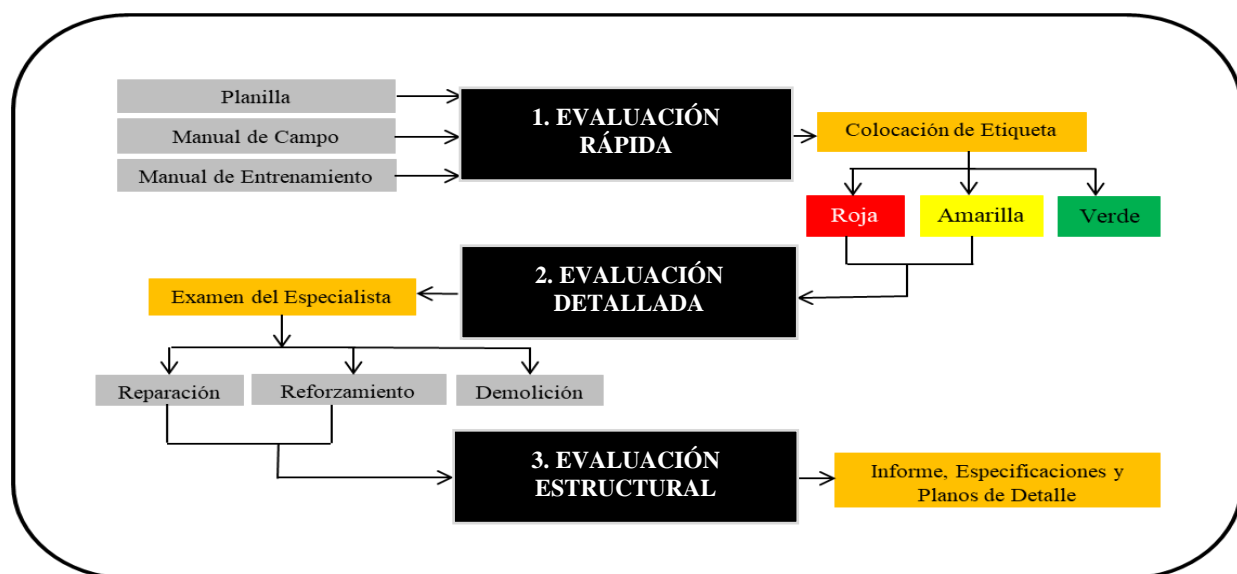 Planilla
Manual de Campo
Manual de Entrenamiento
1. EVALUACIÓN
RÁPIDA
Colocación de Etiqueta
Roja
Amarilla
Verde
2. EVALUACIÓN
DETALLADA
Examen del Especialista
Reparación
Reforzamiento
Demolición
3. EVALUACIÓN
ESTRUCTURAL
Informe, Especificaciones y
Planos de Detalle